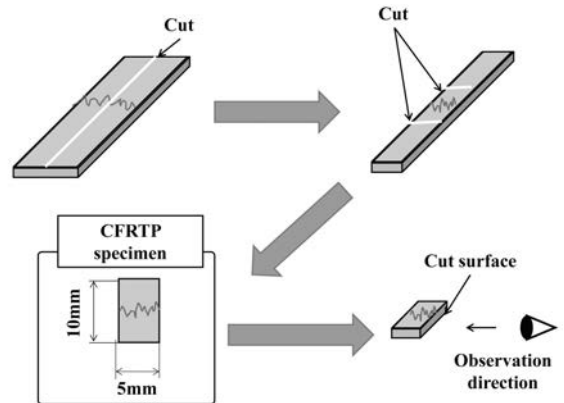 Cut
Cut
CFRTP
specimen
10mm
5mm
Cut surface
Observation
direction